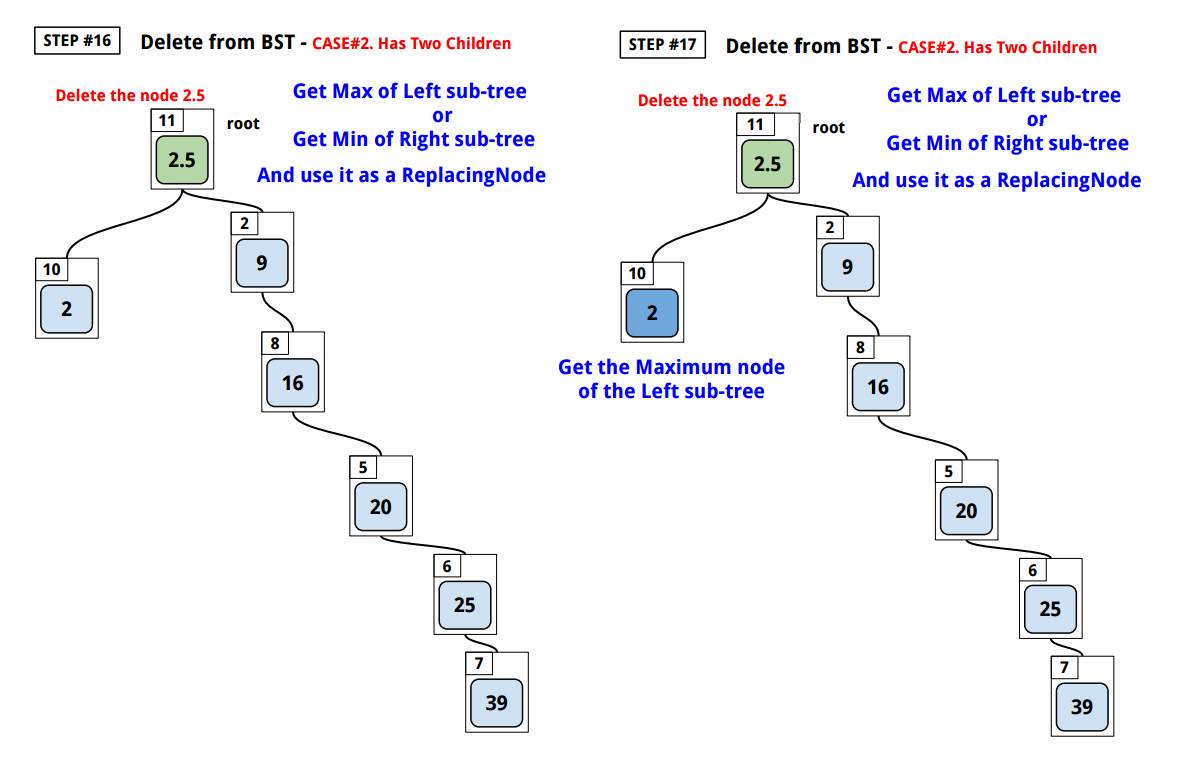 STEP #16
Delete from BST - CASE#2. Has Two Children
Delete the node 2.5
Get Max of Left sub-tree
or
Get Min of Right sub-tree
And use it as a ReplacingNode
11
root
2.5
2
9
10
2
8
16
5
20
6
25
7
39
STEP #17
Delete from BST - CASE#2. Has Two Children
Delete the node 2.5
Get Max of Left sub-tree
or
Get Min of Right sub-tree
And use it as a ReplacingNode
11
root
2.5
2
9
10
2
Get the Maximum node
of the Left sub-tree
8
16
5
20
6
25
7
39